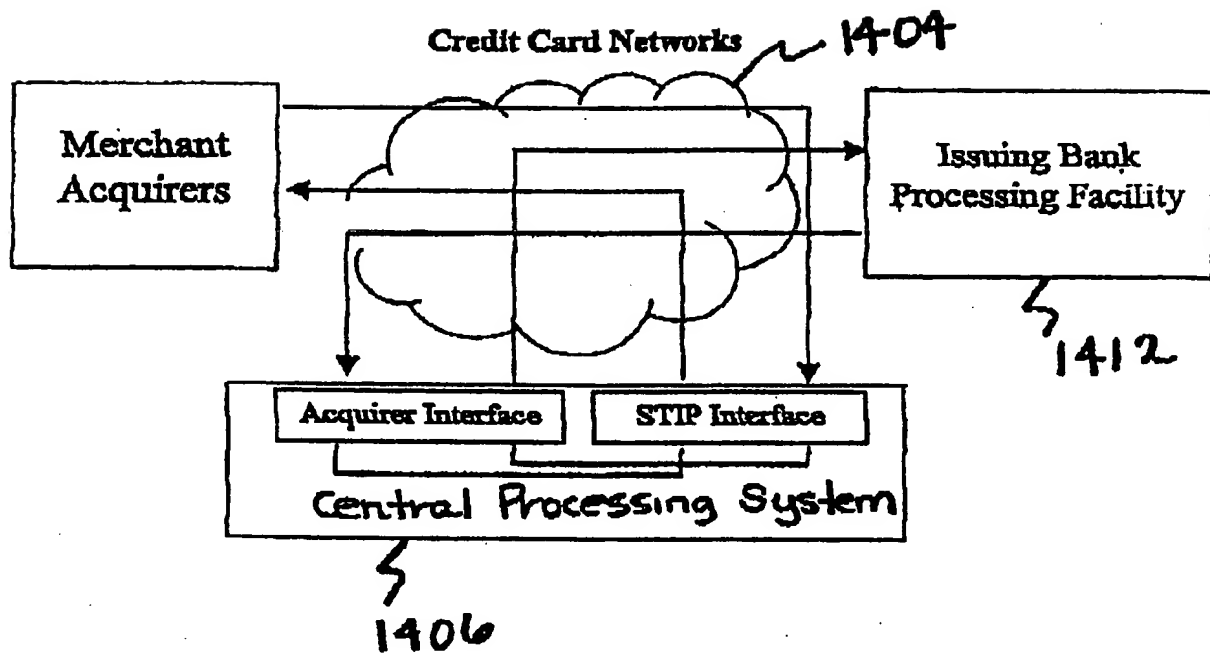 Credit Card Networks
1404
Merchant
Acquirers
Issuing Bank
Processing Facility
1412
Acquirer Interface
STIP Interface
Central Processing System
1406